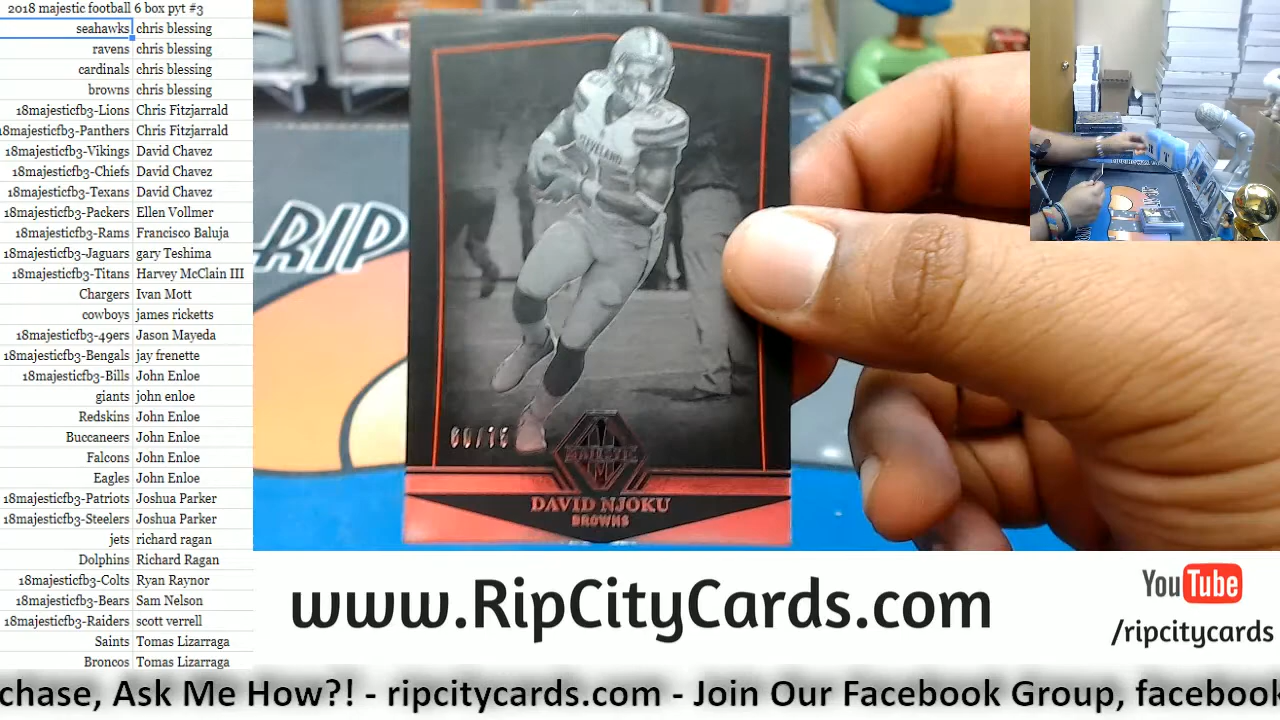 2018 majestic football 6 box pyt #3
seahawks chris blessing
ravens chris blessing
cardinals chris blessing
browns chris blessing
18majesticfb3-Lions Chris Fitzjarrald
18majesticfb3-Panthers Chris Fitzjarrald
18majesticfb3-Vikings David Chavez
18majesticfb3-Chiefs David Chavez
18majesticfb3-Texans David Chavez
18majesticfb3-Packers Ellen Vollmer
18majesticfb3-Rams Francisco Baluja
18majesticfb3-Jaguars gary Teshima
18majesticfb3-Titans Harvey McClain III
Chargers Ivan Mott
cowboys james ricketts
18majesticfb3-49ers Jason Mayeda
18majesticfb3-Bengals jay frenette
18majesticfb3-Bills John Enloe
giants john enloe
Redskins John Enloe
Buccaneers John Enloe
Falcons John Enloe
Eagles John Enloe
18majesticfb3-Patriots Joshua Parker
18majesticfb3-Steelers Joshua Parker
jets richard ragan
Dolphins Richard Ragan
18majesticfb3-Colts Ryan Raynor
18majesticfb3-Bears Sam Nelson
18majesticfb3-Raiders scott verrell
Saints Tomas Lizarraga
Broncos Tomas Lizarraga
RIP
CLEVELAND
60/75
MAJESTIC
DAVID NJOKU
BROWNS
www.RipCityCards.com
YouTube
/ripcitycards
chase, Ask Me How?! - ripcitycards.com - Join Our Facebook Group, facebook